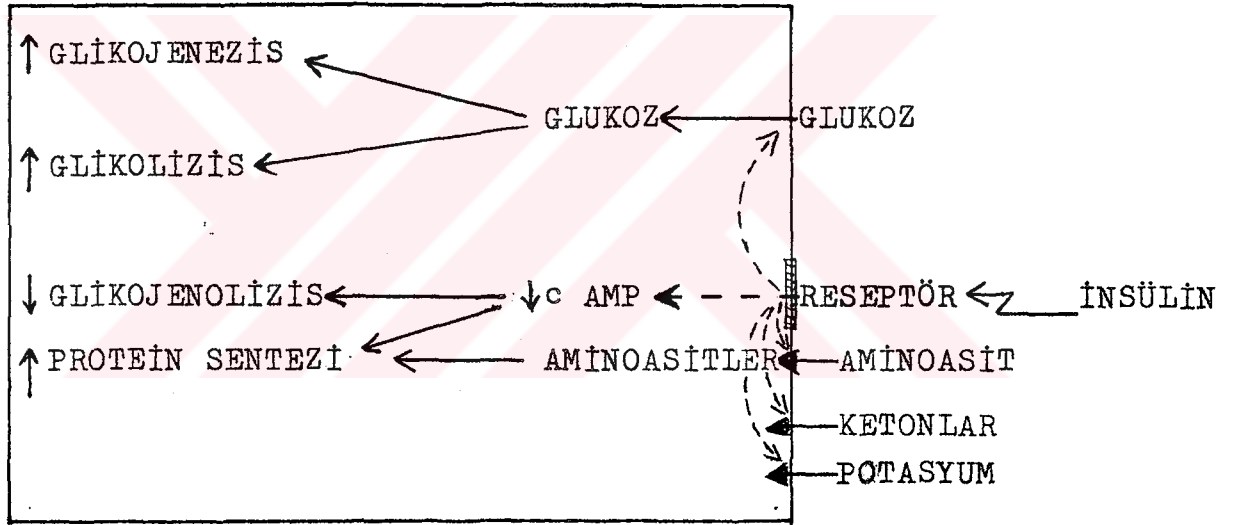 ↑ GLİKOJENEZİS
GLUKOZ GLUKOZ
↑ GLİKOLİZİS
↓ GLİKOJENOLİZİS ↓c AMP RESEPTÖR İNSÜLİN
↑ PROTEİN SENTEZİ AMİNOASİTLER AMİNOASİT
KETONLAR
POTASYUM